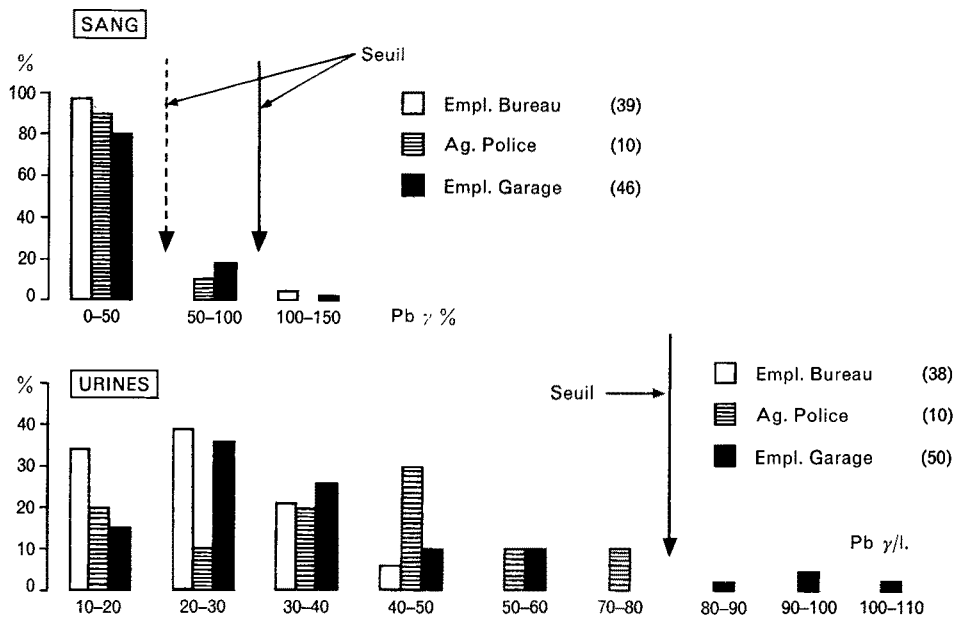 SANG
%
Seuil
100
80
60
40
20
0
Empl. Bureau (39)
Ag. Police (10)
Empl. Garage (46)
0–50 50–100 100–150 Pb γ %
URINES
%
40
30
20
10
0
Seuil
Empl. Bureau (38)
Ag. Police (10)
Empl. Garage (50)
Pb γ/l.
10–20 20–30 30–40 40–50 50–60 70–80 80–90 90–100 100–110